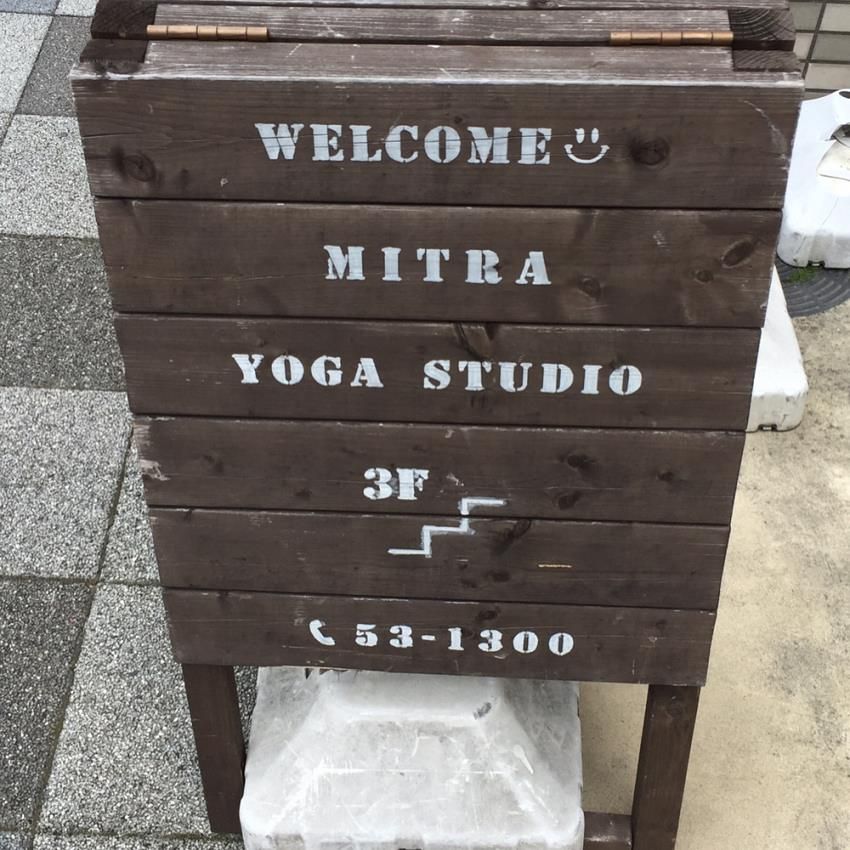 WELCOME
MITRA
YOGA STUDIO
3F
53-1300